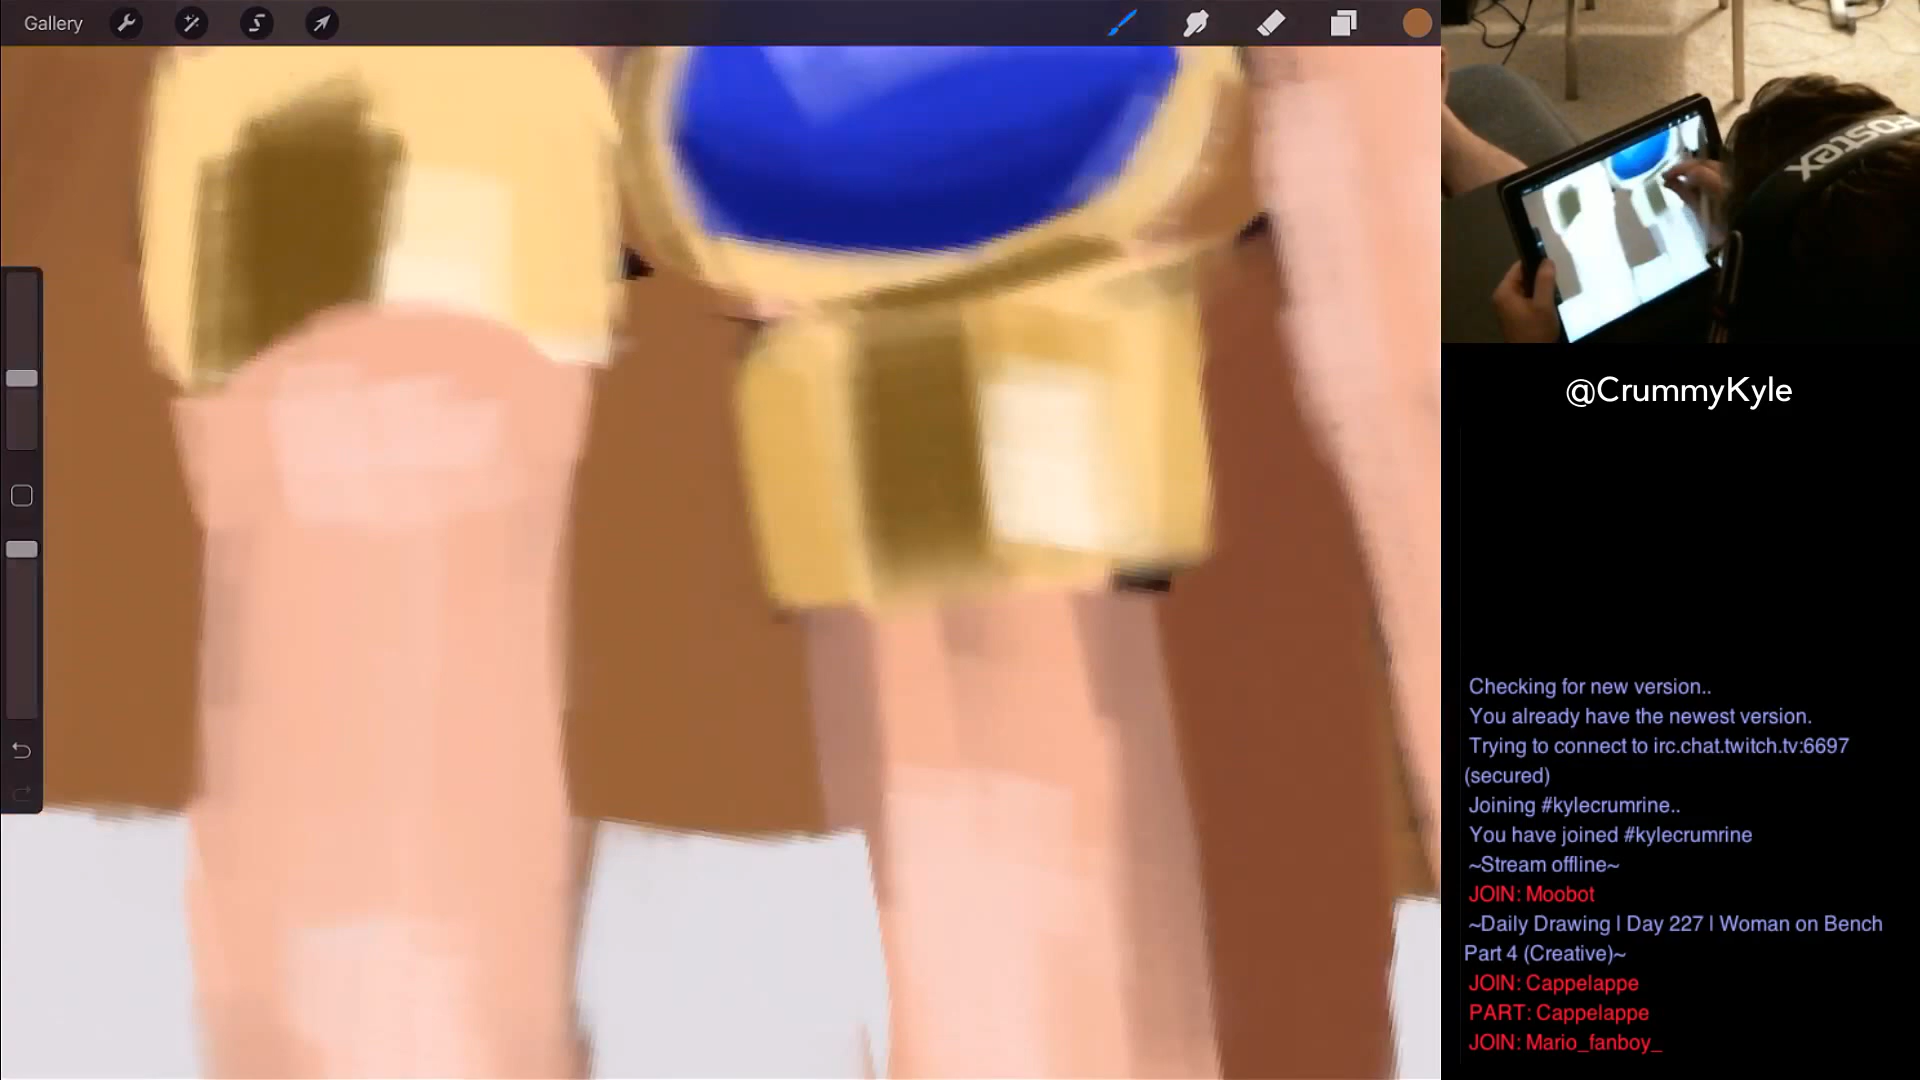 Gallery
Fostex
@CrummyKyle
Checking for new version..
You already have the newest version.
Trying to connect to irc.chat.twitch.tv:6697
(secured)
Joining #kylecrumrine..
You have joined #kylecrumrine
~Stream offline~
JOIN: Moobot
~Daily Drawing | Day 227 | Woman on Bench
Part 4 (Creative)~
JOIN: Cappelappe
PART: Cappelappe
JOIN: Mario_fanboy_